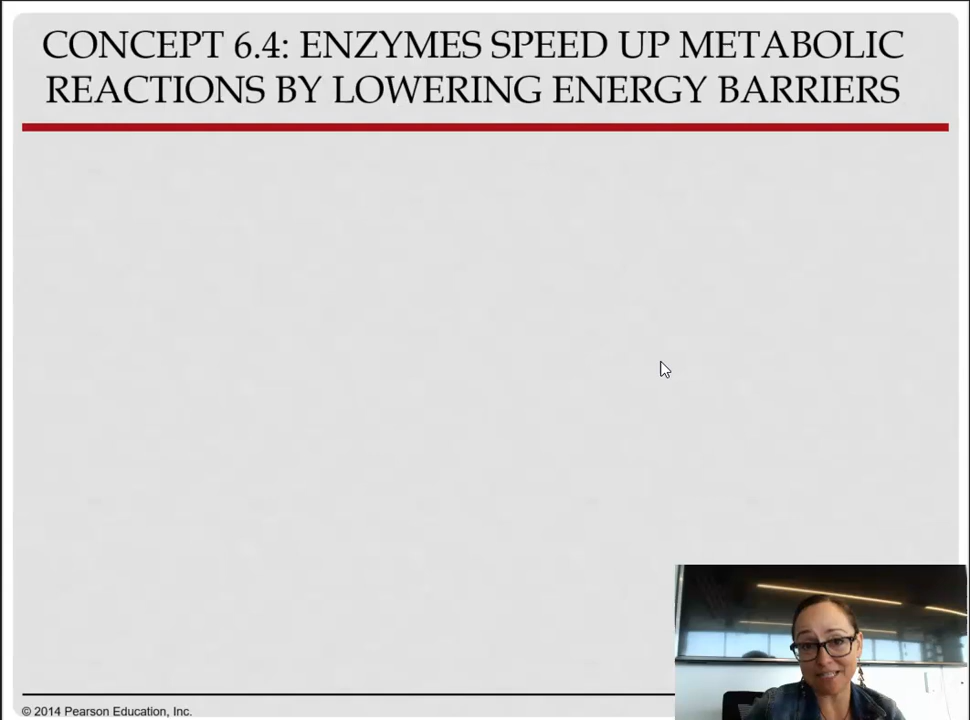 CONCEPT 6.4: ENZYMES SPEED UP METABOLIC
REACTIONS BY LOWERING ENERGY BARRIERS
© 2014 Pearson Education, Inc.